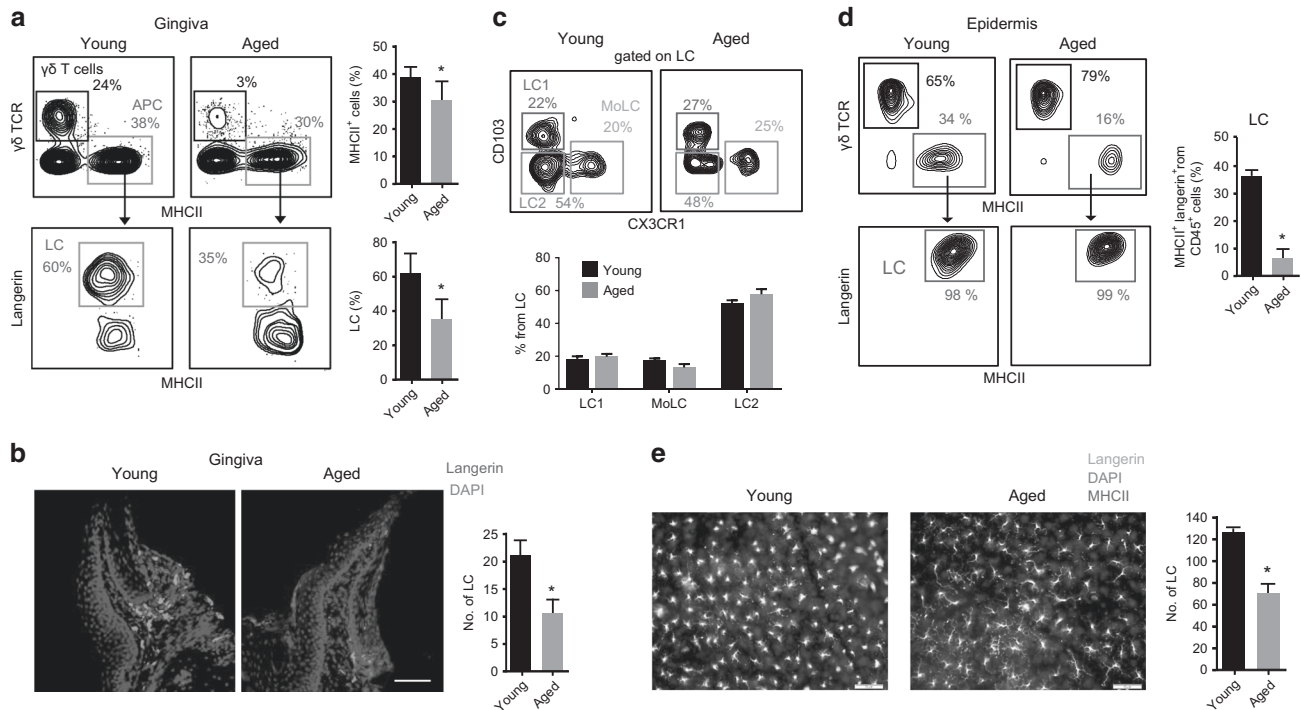 a
Gingiva
Young Aged
γδ T cells
24%
APC
38%
3%
30%
γδ TCR
MHCII
LC
60%
35%
Langerin
MHCII
MHCII⁺ cells (%)
50
40
30
20
10
0
*
Young Aged
LC (%)
80
60
40
20
0
*
Young Aged
c
Young Aged
gated on LC
LC1
22%
MoLC
20%
LC2 54%
27%
25%
48%
CD103
CX3CR1
% from LC
80
60
40
20
0
Young
Aged
LC1 MoLC LC2
d
Epidermis
Young Aged
65%
34 %
79%
16%
γδ TCR
MHCII
LC
98 %
99 %
Langerin
MHCII
LC
MHCII⁺ langerin⁺from
CD45⁺ cells (%)
50
40
30
20
10
0
*
Young Aged
b
Gingiva
Young Aged
Langerin
DAPI
No. of LC
25
20
15
10
5
0
*
Young Aged
e
Young Aged
Langerin
DAPI
MHCII
No. of LC
140
120
100
80
60
40
20
0
*
Young Aged